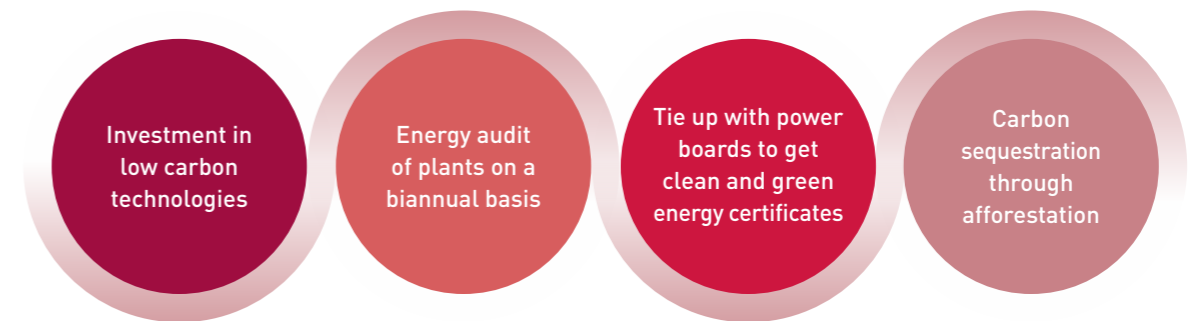 Investment in
low carbon
technologies
Energy audit
of plants on a
biannual basis
Tie up with power
boards to get
clean and green
energy certificates
Carbon
sequestration
through
afforestation